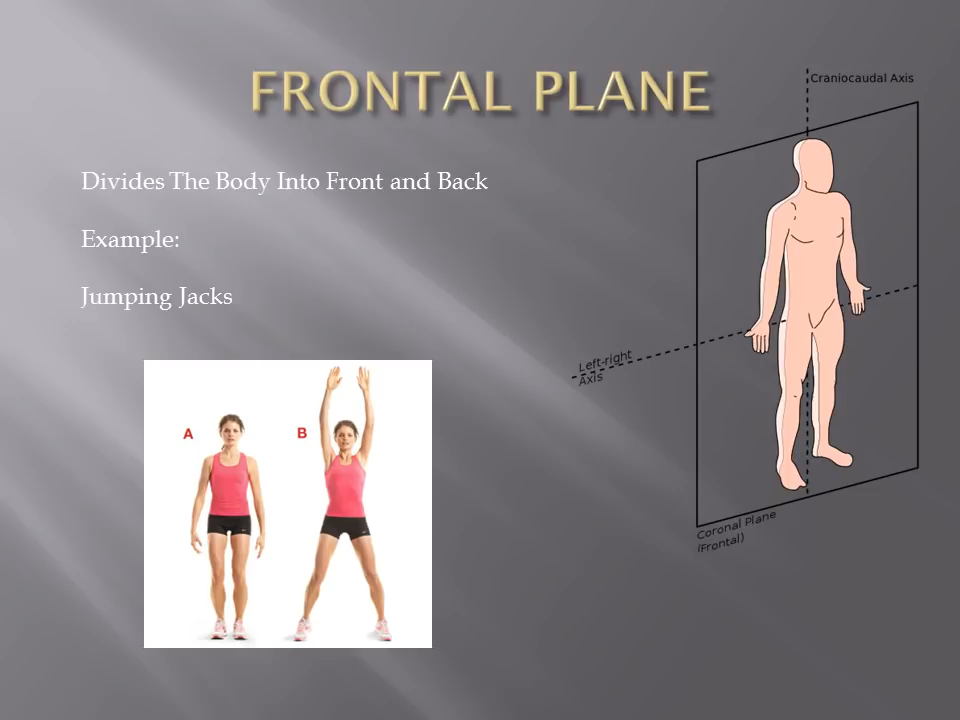 FRONTAL PLANE
Divides The Body Into Front and Back
Example:
Jumping Jacks
A
B
Craniocaudal Axis
Left-right
Axis
Coronal Plane
(Frontal)